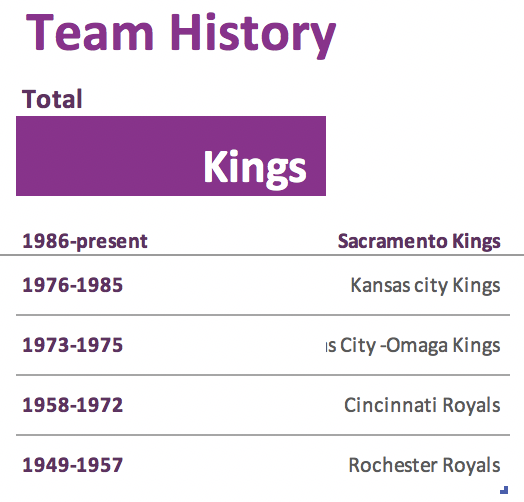 Team History
Total
Kings
1986-present Sacramento Kings
1976-1985 Kansas city Kings
1973-1975 s City -Omaga Kings
1958-1972 Cincinnati Royals
1949-1957 Rochester Royals